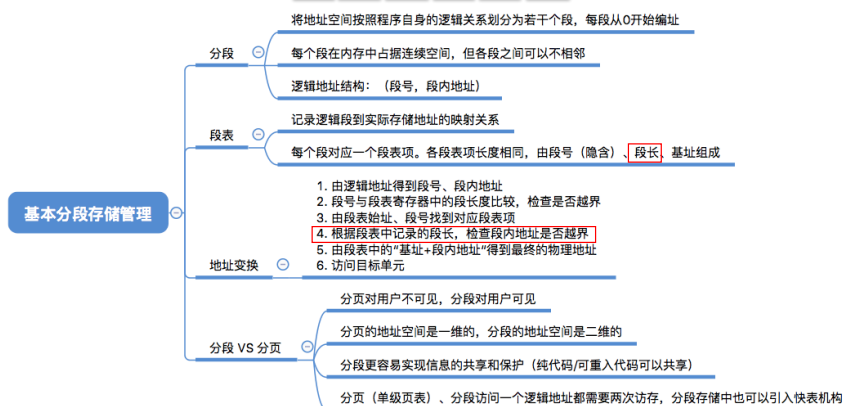 将地址空间按照程序自身的逻辑关系划分为若干个段，每段从0开始编址
分段
每个段在内存中占据连续空间，但各段之间可以不相邻
逻辑地址结构：（段号，段内地址）
记录逻辑段到实际存储地址的映射关系
段表
每个段对应一个段表项。各段表项长度相同，由段号（隐含）、段长、基址组成
基本分段存储管理
1. 由逻辑地址得到段号、段内地址
2. 段号与段表寄存器中的段长度比较，检查是否越界
3. 由段表始址、段号找到对应段表项
4. 根据段表中记录的段长，检查段内地址是否越界
5. 由段表中的“基址+段内地址”得到最终的物理地址
6. 访问目标单元
地址变换
分页对用户不可见，分段对用户可见
分页的地址空间是一维的，分段的地址空间是二维的
分段 VS 分页
分段更容易实现信息的共享和保护（纯代码/可重入代码可以共享）
分页（单级页表）、分段访问一个逻辑地址都需要两次访存，分段存储中也可以引入快表机构